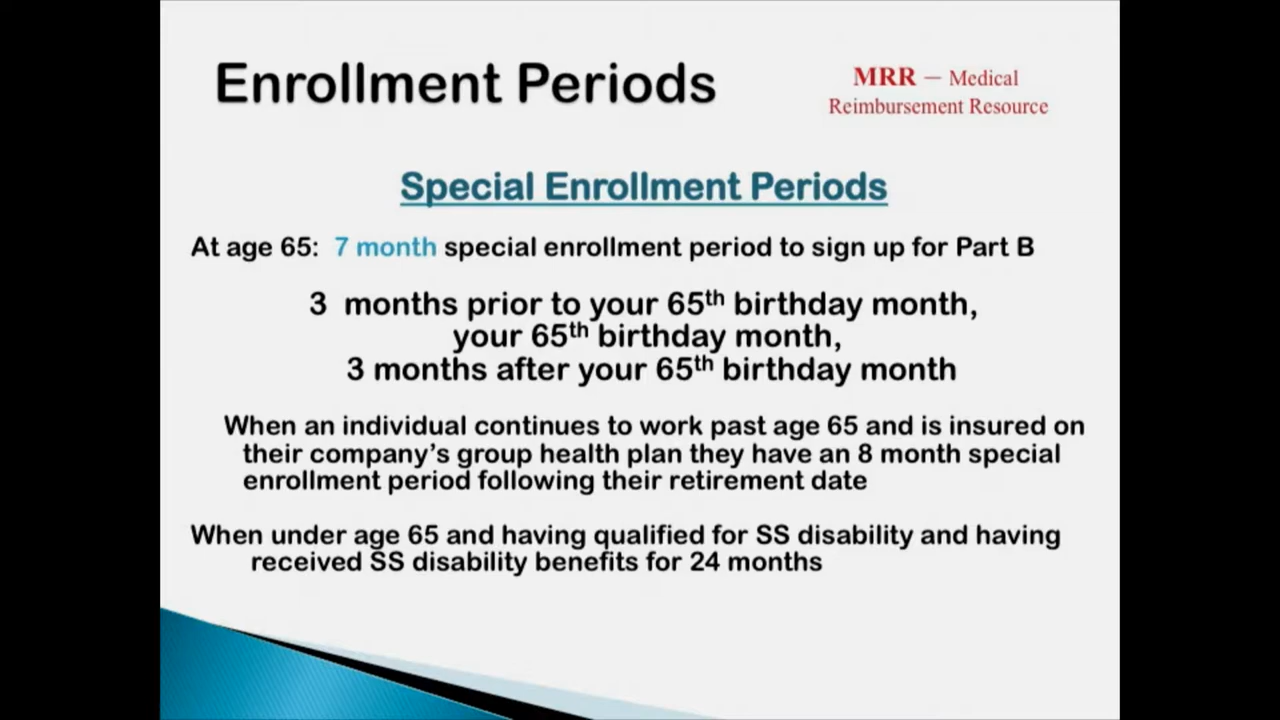 Enrollment Periods
MRR – Medical
Reimbursement Resource
Special Enrollment Periods
At age 65: 7 month special enrollment period to sign up for Part B
3 months prior to your 65th birthday month,
your 65th birthday month,
3 months after your 65th birthday month
When an individual continues to work past age 65 and is insured on
their company's group health plan they have an 8 month special
enrollment period following their retirement date
When under age 65 and having qualified for SS disability and having
received SS disability benefits for 24 months